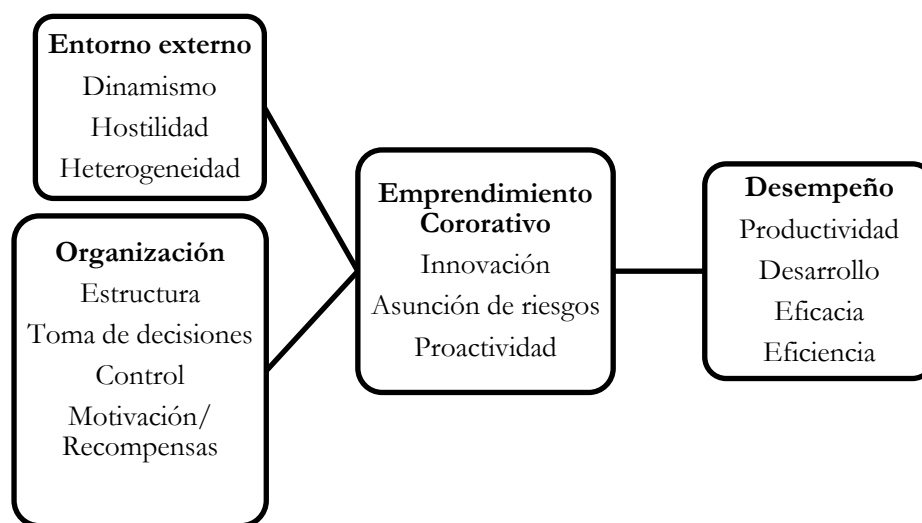 Entorno externo
Dinamismo
Hostilidad
Heterogeneidad
Organización
Estructura
Toma de decisiones
Control
Motivación/
Recompensas
Emprendimiento
Cororativo
Innovación
Asunción de riesgos
Proactividad
Desempeño
Productividad
Desarrollo
Eficacia
Eficiencia